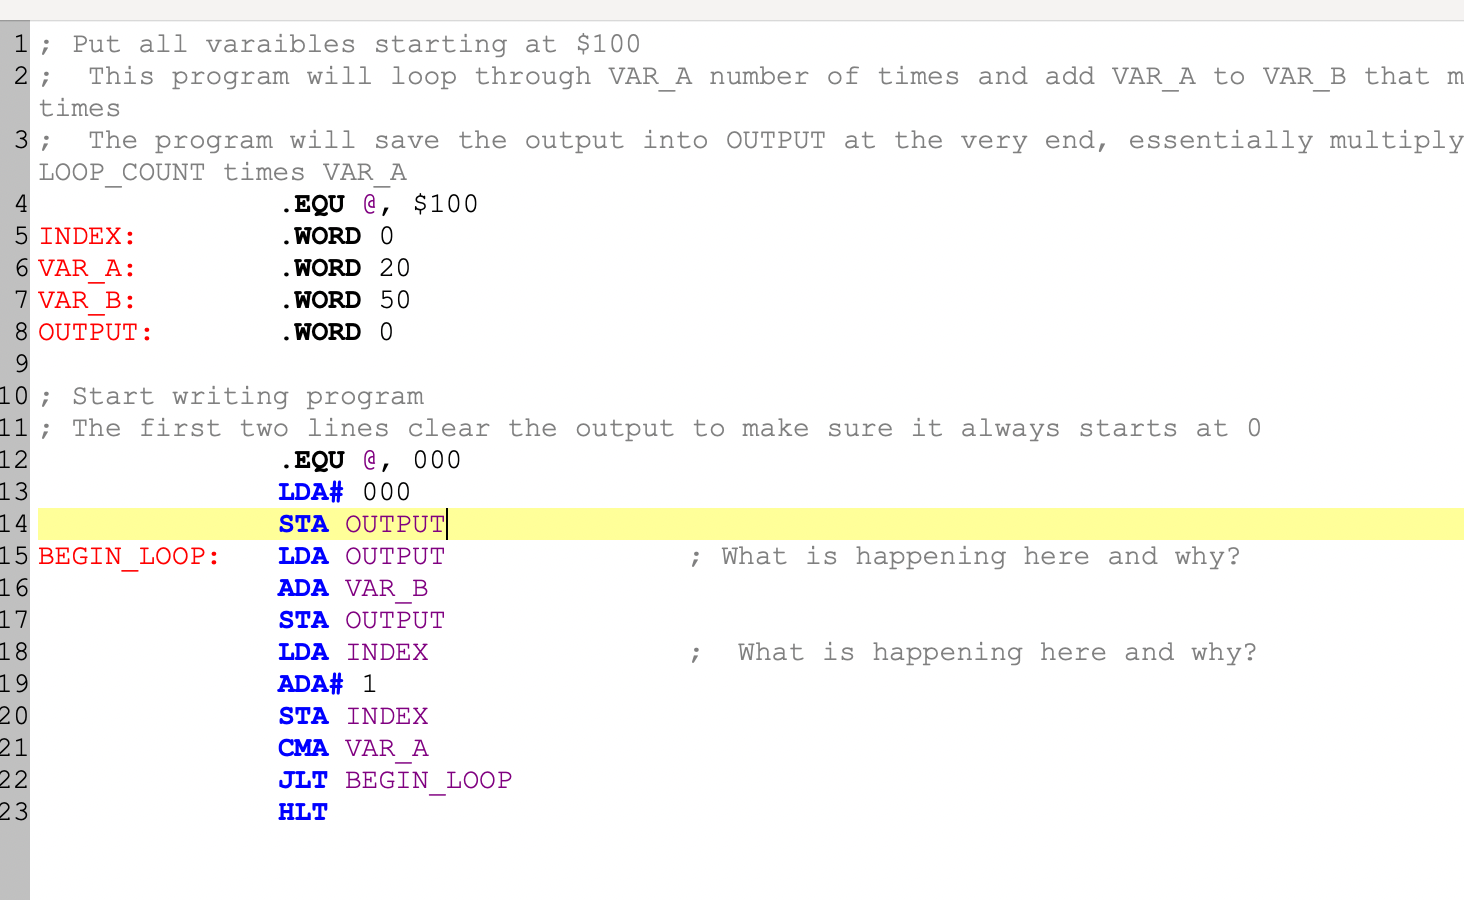 1 ; Put all varaibles starting at $100
2 ;  This program will loop through VAR_A number of times and add VAR_A to VAR_B that
times
3 ;  The program will save the output into OUTPUT at the very end, essentially multiply
LOOP_COUNT times VAR_A
4 .EQU @, $100
5 INDEX: .WORD 0
6 VAR_A: .WORD 20
7 VAR_B: .WORD 50
8 OUTPUT: .WORD 0
9
10 ; Start writing program
11 ; The first two lines clear the output to make sure it always starts at 0
12 .EQU @, 000
13 LDA# 000
14 STA OUTPUT
15 BEGIN_LOOP: LDA OUTPUT ; What is happening here and why?
16 ADA VAR_B
17 STA OUTPUT
18 LDA INDEX ;  What is happening here and why?
19 ADA# 1
20 STA INDEX
21 CMA VAR_A
22 JLT BEGIN_LOOP
23 HLT